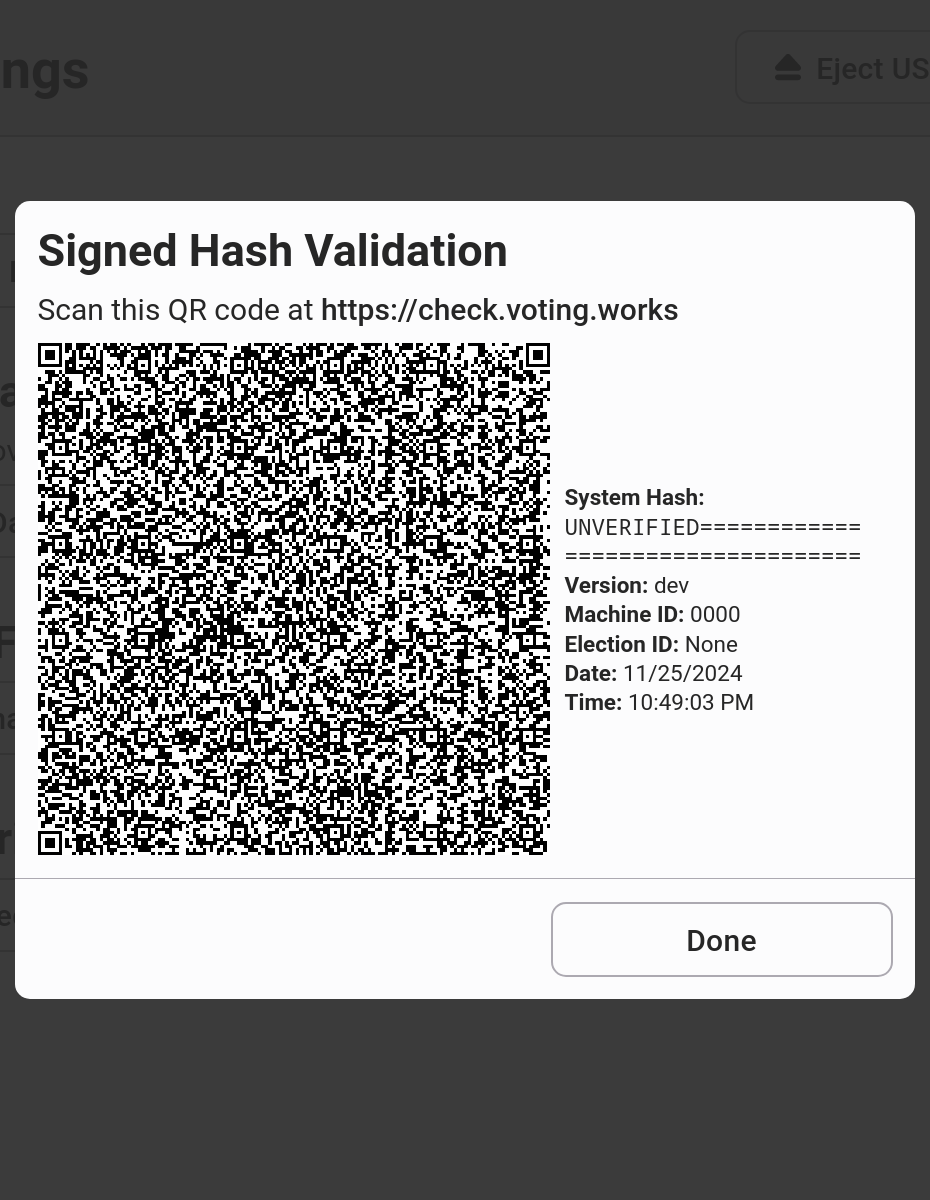 ngs
Eject US
Signed Hash Validation
Scan this QR code at https://check.voting.works
System Hash:
UNVERIFIED============
======================
Version: dev
Machine ID: 0000
Election ID: None
Date: 11/25/2024
Time: 10:49:03 PM
Done